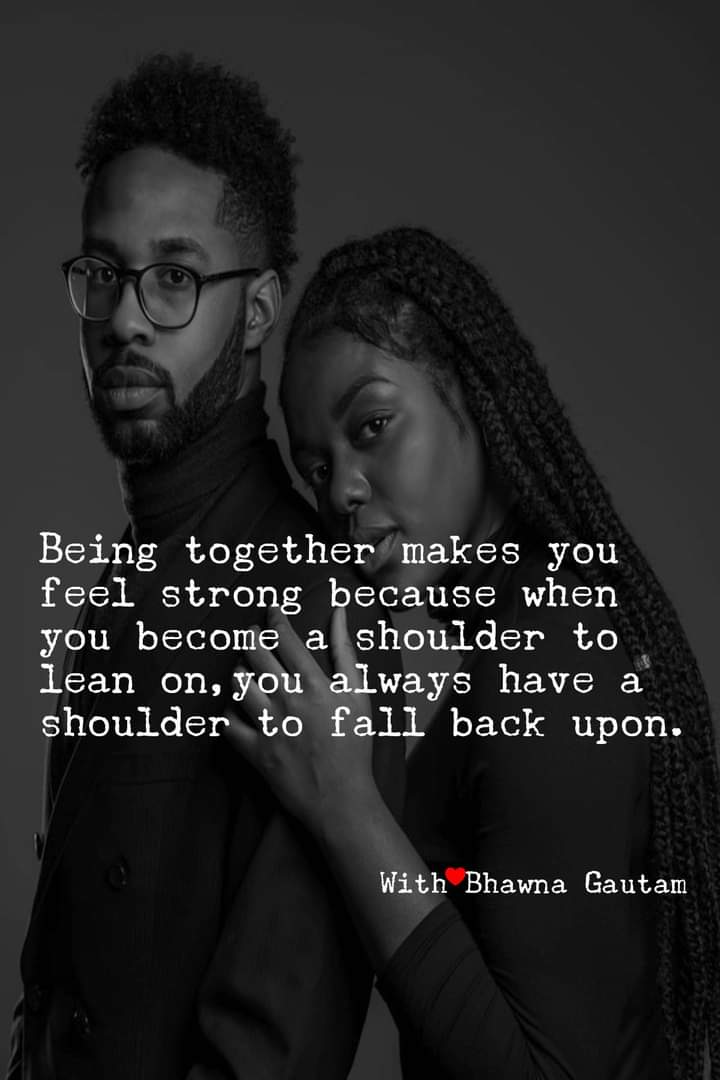 Being together makes you
feel strong because when
you become a shoulder to
lean on,you always have a
shoulder to fall back upon.
With❤Bhawna Gautam